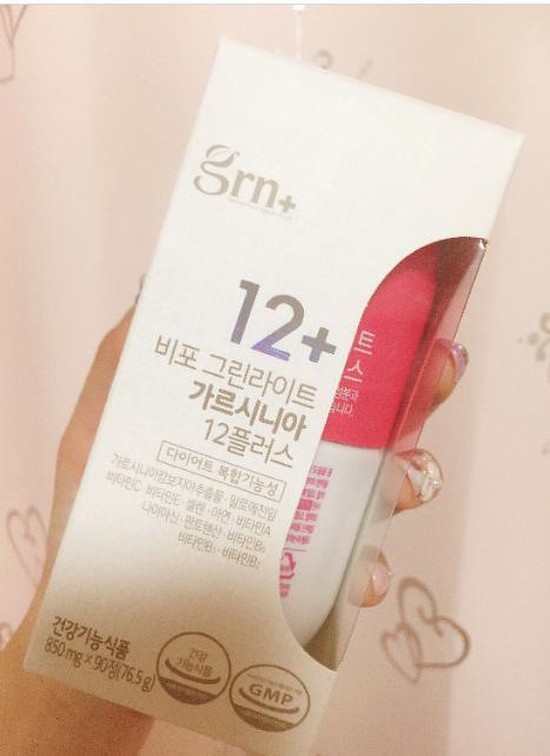 grn+
12+
비포 그린라이트
가르시니아
12플러스
다이어트 복합기능성
가르시니아캄보지아추출물·알로에전잎
비타민C·비타민E·셀렌·아연·비타민A
나이아신·판토텐산·비타민B₆
비타민B₁·비타민B₂
건강기능식품
850 mg × 90정(76.5g)
건강
기능식품
GMP
트
스